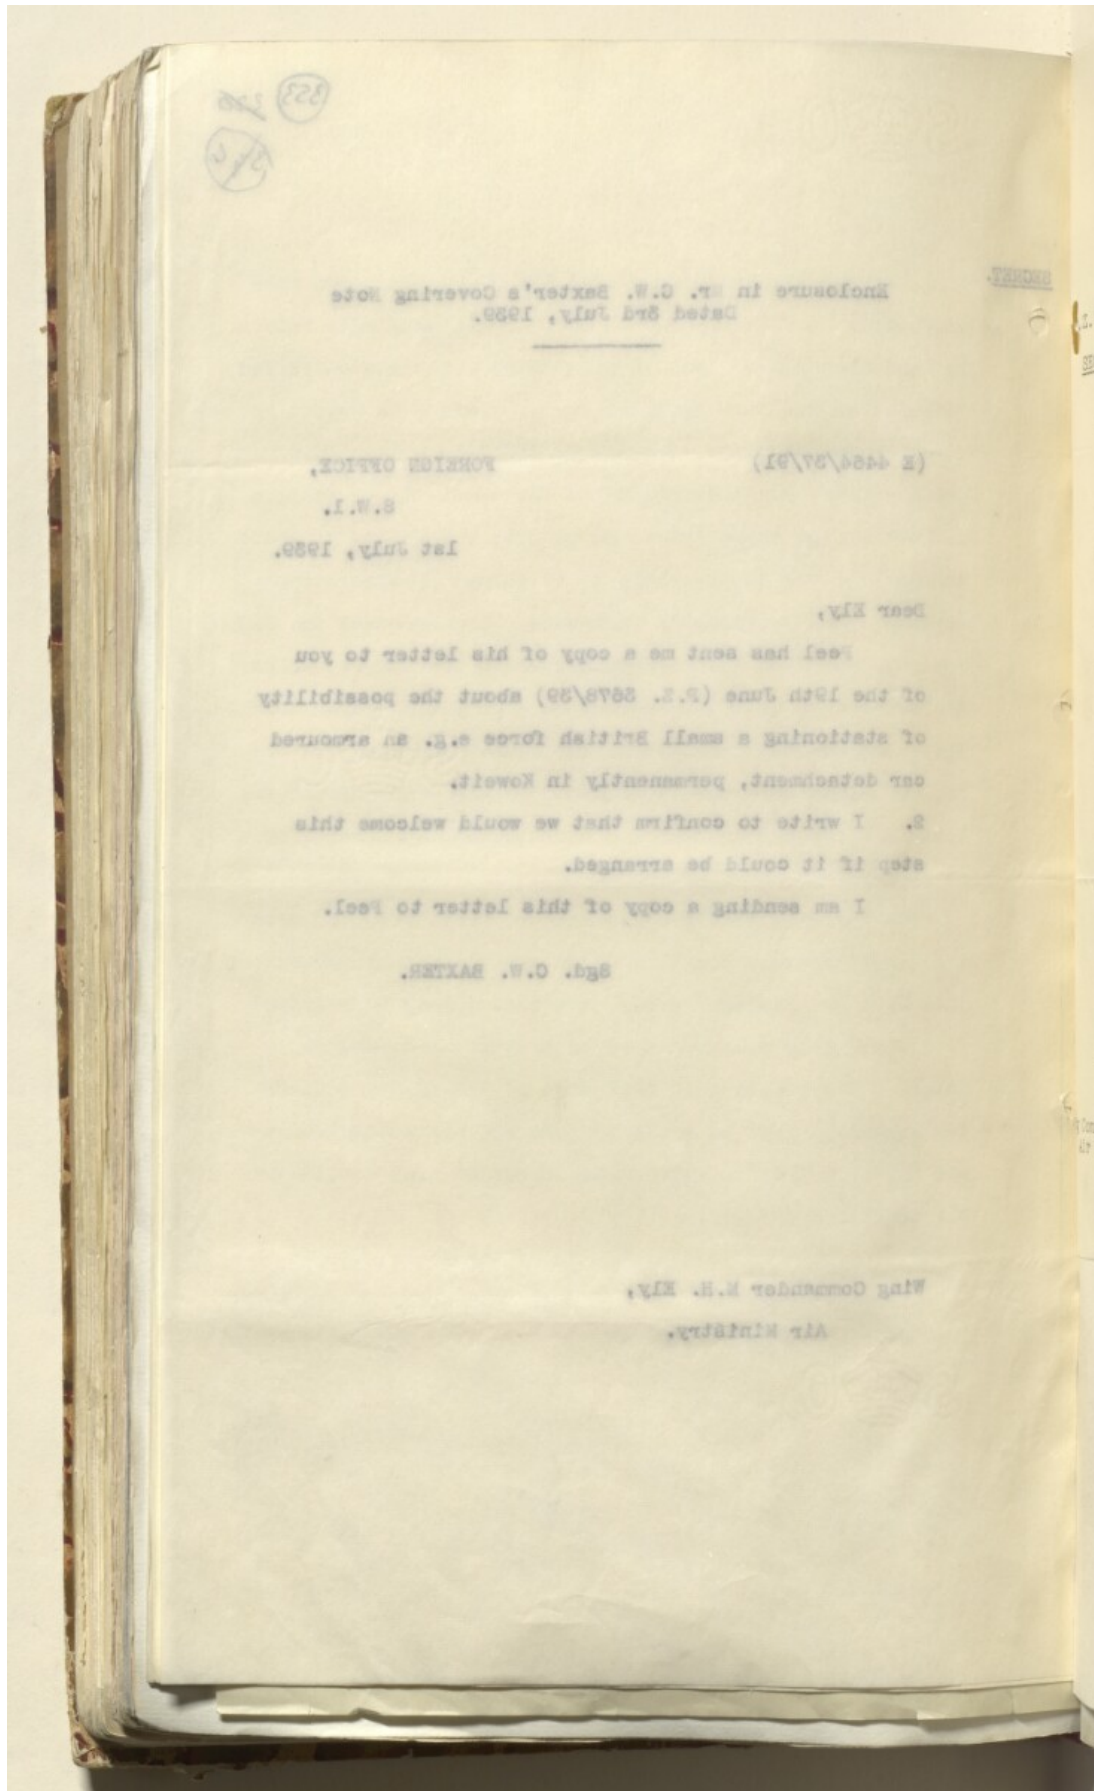 353
SECRET.
Enclosure in Mr. C.W. Baxter's Covering Note
Dated 3rd July, 1939.
(E 4464/37/91)
FOREIGN OFFICE,
S.W.1.
1st July, 1939.
Dear Ely,
Peel has sent me a copy of his letter to you
of the 19th June (P.Z. 3678/39) about the possibility
of stationing a small British force e.g. an armoured
car detachment, permanently in Koweit.
2. I write to confirm that we would welcome this
step if it could be arranged.
I am sending a copy of this letter to Peel.
Sgd. C.W. BAXTER.
Wing Commander M.H. Ely,
Air Ministry.